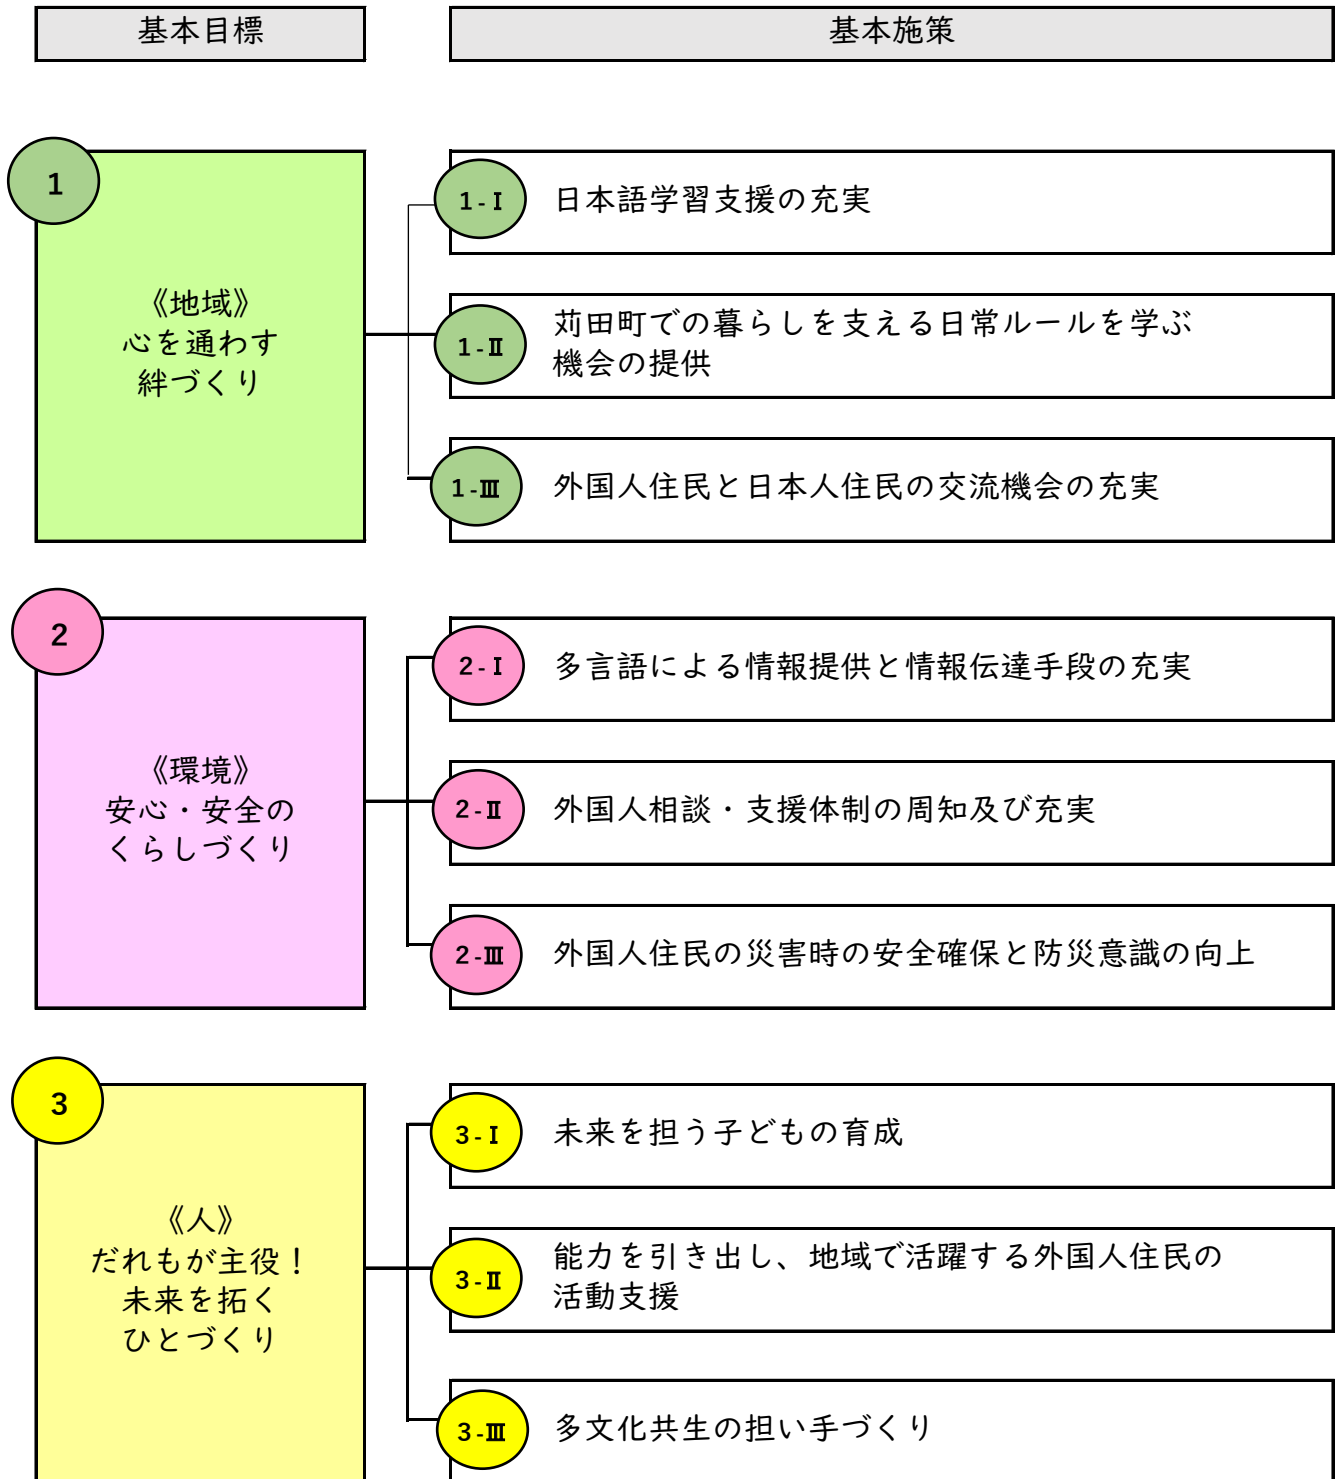 基本目標
基本施策
1
《地域》
心を通わす
絆づくり
1-Ⅰ
日本語学習支援の充実
1-Ⅱ
苅田町での暮らしを支える日常ルールを学ぶ
機会の提供
1-Ⅲ
外国人住民と日本人住民の交流機会の充実
2
《環境》
安心・安全の
くらしづくり
2-Ⅰ
多言語による情報提供と情報伝達手段の充実
2-Ⅱ
外国人相談・支援体制の周知及び充実
2-Ⅲ
外国人住民の災害時の安全確保と防災意識の向上
3
《人》
だれもが主役！
未来を拓く
ひとづくり
3-Ⅰ
未来を担う子どもの育成
3-Ⅱ
能力を引き出し、地域で活躍する外国人住民の
活動支援
3-Ⅲ
多文化共生の担い手づくり